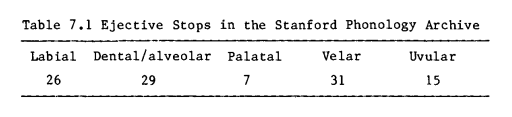 Table 7.1 Ejective Stops in the Stanford Phonology Archive
Labial Dental/alveolar Palatal Velar Uvular
26 29 7 31 15